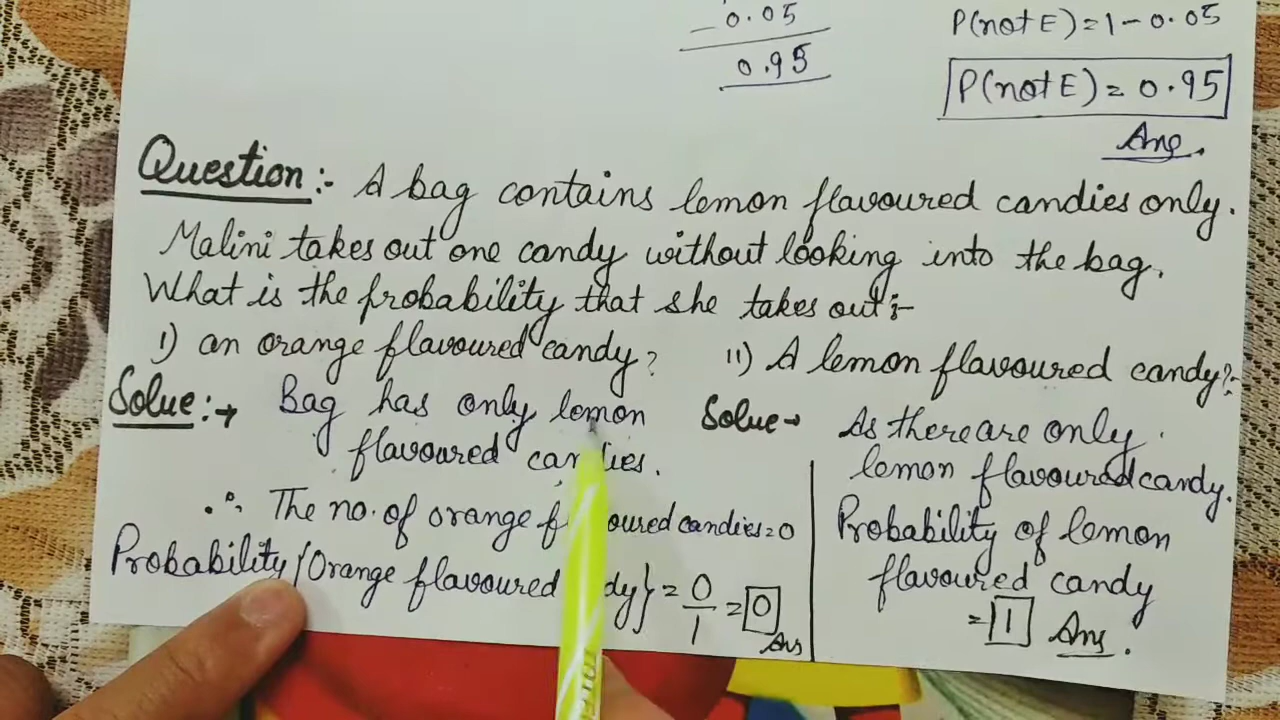 - 0.05
0.95
P(not E) = 1 - 0.05
P(not E) = 0.95
Ans.
Question:- A bag contains lemon flavoured candies only.
Malini takes out one candy without looking into the bag.
What is the probability that she takes out:-
I) an orange flavoured candy? II) A lemon flavoured candy?:-
Solve:→ Bag has only lemon
flavoured candies.
∴ The no. of orange flavoured candies = 0
Probability {Orange flavoured candy} = 0/1 = 0
Ans
Solve→ As there are only
lemon flavoured candy.
Probability of lemon
flavoured candy
= 1 Ans.